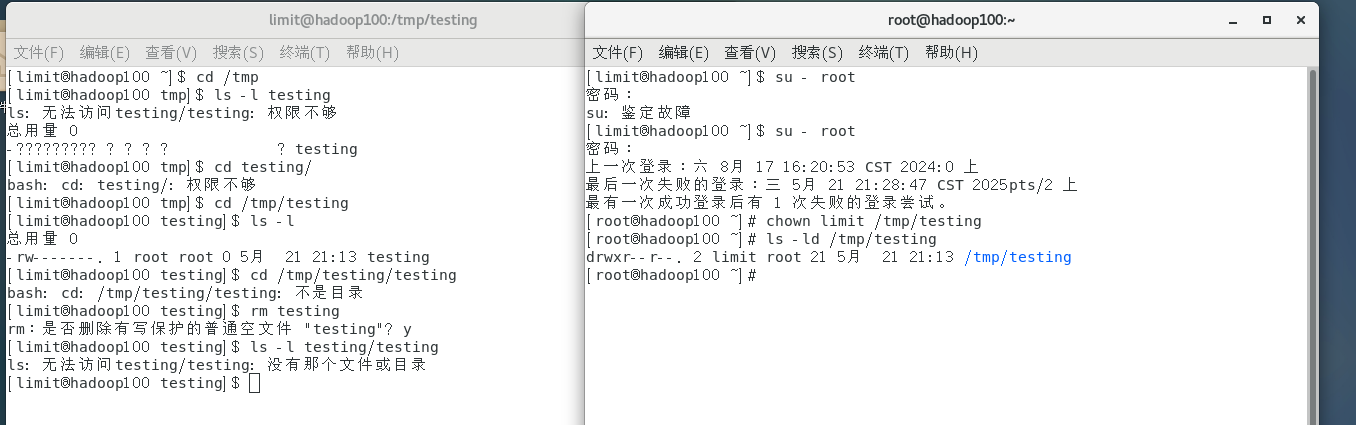 limit@hadoop100:/tmp/testing
文件(F) 编辑(E) 查看(V) 搜索(S) 终端(T) 帮助(H)
[limit@hadoop100 ~]$ cd /tmp
[limit@hadoop100 tmp]$ ls -l testing
ls: 无法访问testing/testing: 权限不够
总用量 0
-????????? ? ? ? ?            ? testing
[limit@hadoop100 tmp]$ cd testing/
bash: cd: testing/: 权限不够
[limit@hadoop100 tmp]$ cd /tmp/testing
[limit@hadoop100 testing]$ ls -l
总用量 0
-rw-------. 1 root root 0 5月  21 21:13 testing
[limit@hadoop100 testing]$ cd /tmp/testing/testing
bash: cd: /tmp/testing/testing: 不是目录
[limit@hadoop100 testing]$ rm testing
rm：是否删除有写保护的普通空文件 "testing"？y
[limit@hadoop100 testing]$ ls -l testing/testing
ls: 无法访问testing/testing: 没有那个文件或目录
[limit@hadoop100 testing]$
root@hadoop100:~
文件(F) 编辑(E) 查看(V) 搜索(S) 终端(T) 帮助(H)
[limit@hadoop100 ~]$ su - root
密码：
su: 鉴定故障
[limit@hadoop100 ~]$ su - root
密码：
上一次登录：六 8月 17 16:20:53 CST 2024:0 上
最后一次失败的登录：三 5月 21 21:28:47 CST 2025pts/2 上
最有一次成功登录后有 1 次失败的登录尝试。
[root@hadoop100 ~]# chown limit /tmp/testing
[root@hadoop100 ~]# ls -ld /tmp/testing
drwxr--r--. 2 limit root 21 5月  21 21:13 /tmp/testing
[root@hadoop100 ~]#